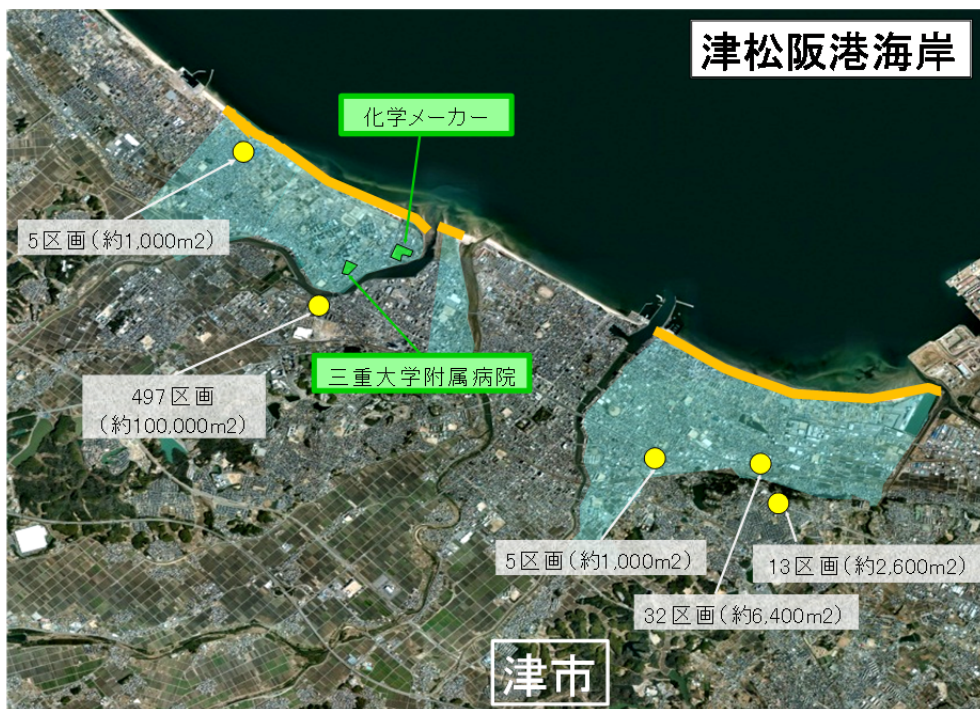 津松阪港海岸
化学メーカー
5区画(約1,000m2)
三重大学附属病院
497区画
(約100,000m2)
5区画(約1,000m2)
13区画(約2,600m2)
32区画(約6,400m2)
津市